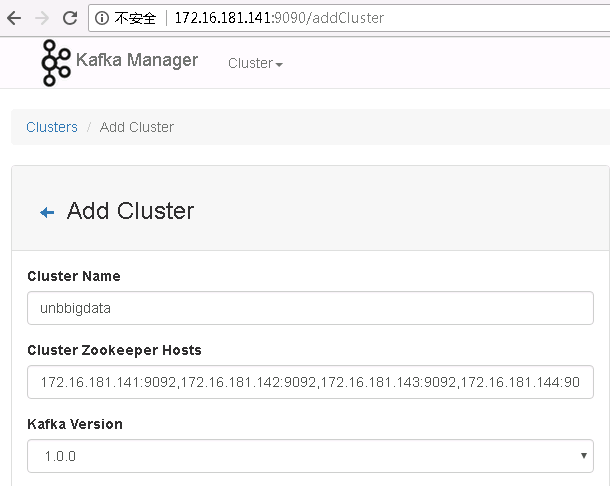 不安全 172.16.181.141:9090/addCluster
Kafka Manager Cluster
Clusters / Add Cluster
Add Cluster
Cluster Name
unbbigdata
Cluster Zookeeper Hosts
172.16.181.141:9092,172.16.181.142:9092,172.16.181.143:9092,172.16.181.144:90
Kafka Version
1.0.0